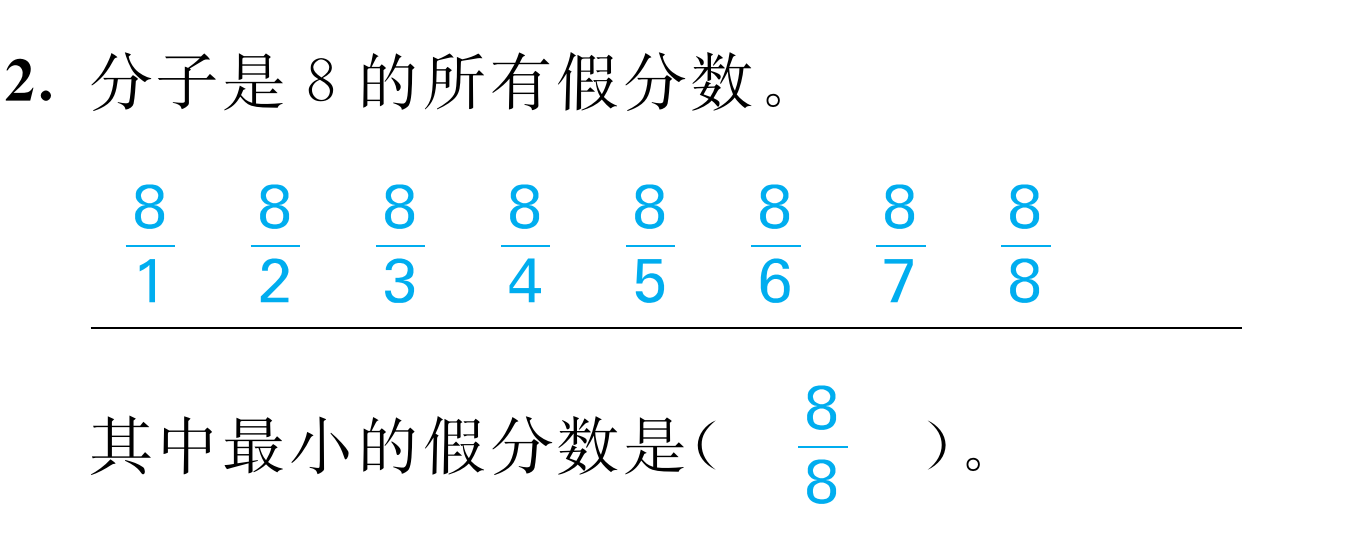 2. 分子是 8 的所有假分数。
8/1 8/2 8/3 8/4 8/5 8/6 8/7 8/8
其中最小的假分数是( 8/8 )。